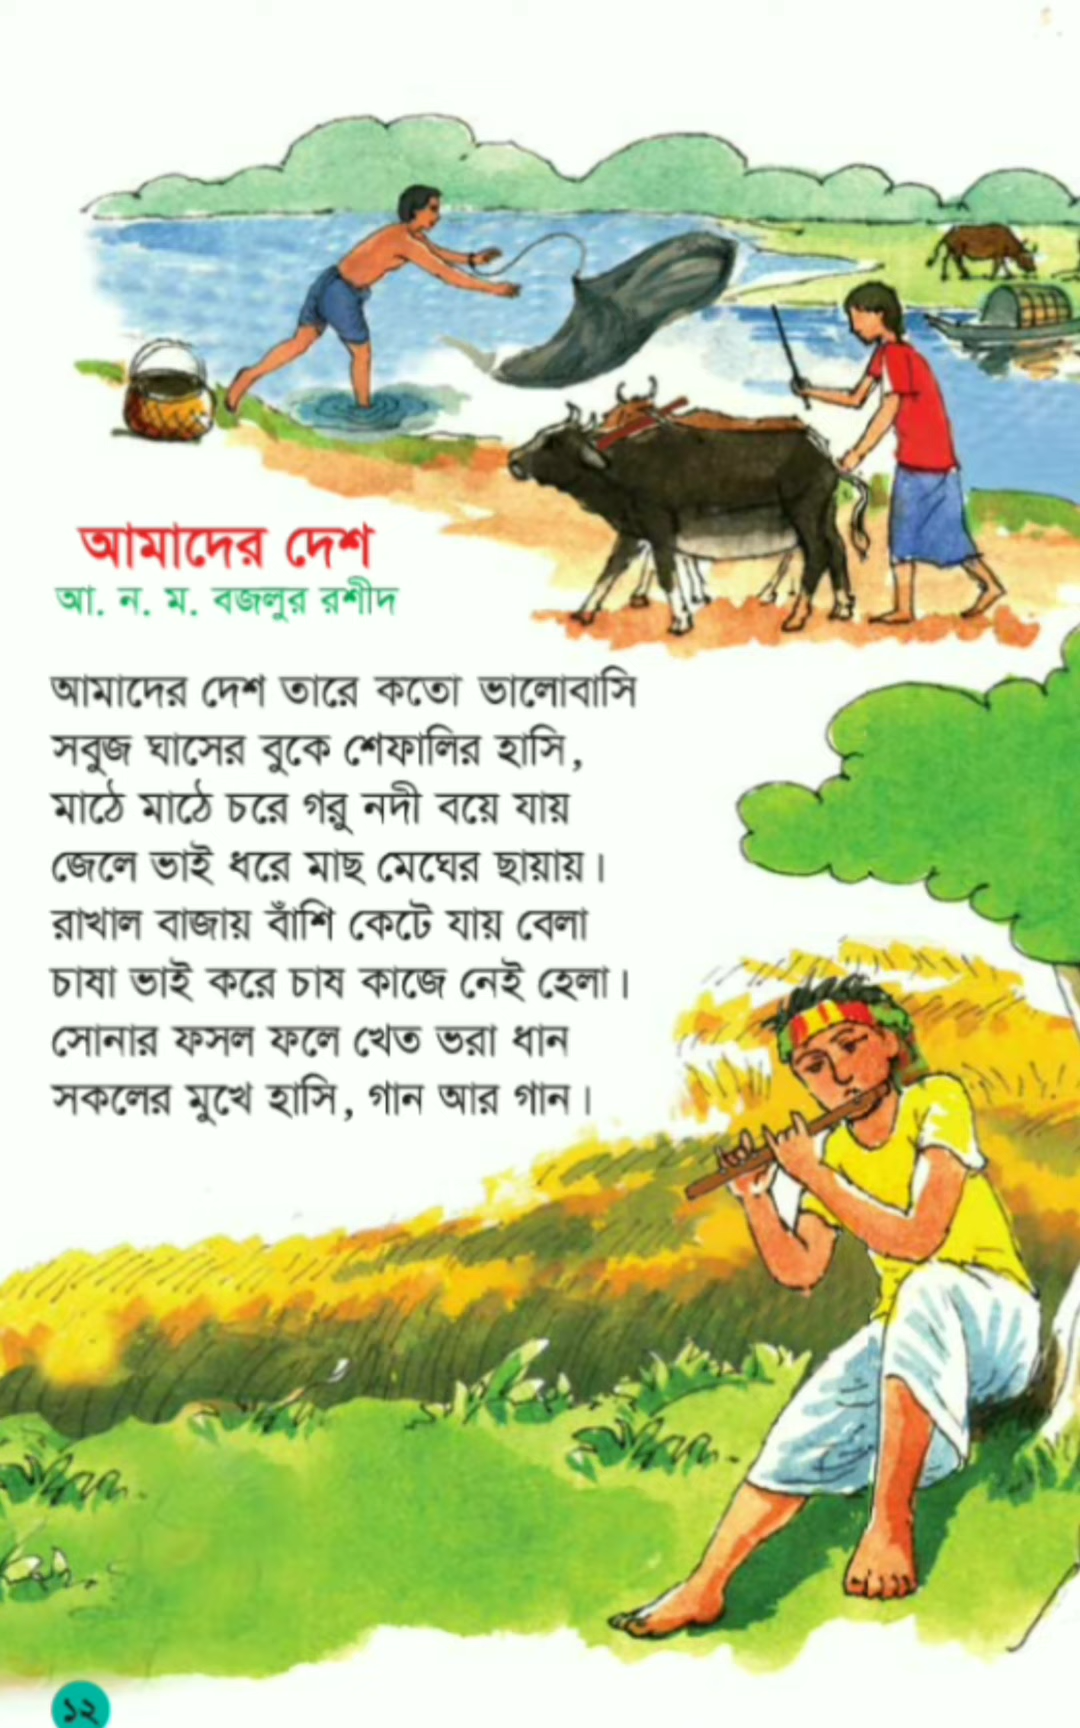 আমাদের দেশ
আ. ন. ম. বজলুর রশীদ
আমাদের দেশ তারে কতো ভালোবাসি
সবুজ ঘাসের বুকে শেফালির হাসি,
মাঠে মাঠে চরে গরু নদী বয়ে যায়
জেলে ভাই ধরে মাছ মেঘের ছায়ায়।
রাখাল বাজায় বাঁশি কেটে যায় বেলা
চাষা ভাই করে চাষ কাজে নেই হেলা।
সোনার ফসল ফলে খেত ভরা ধান
সকলের মুখে হাসি, গান আর গান।
১২